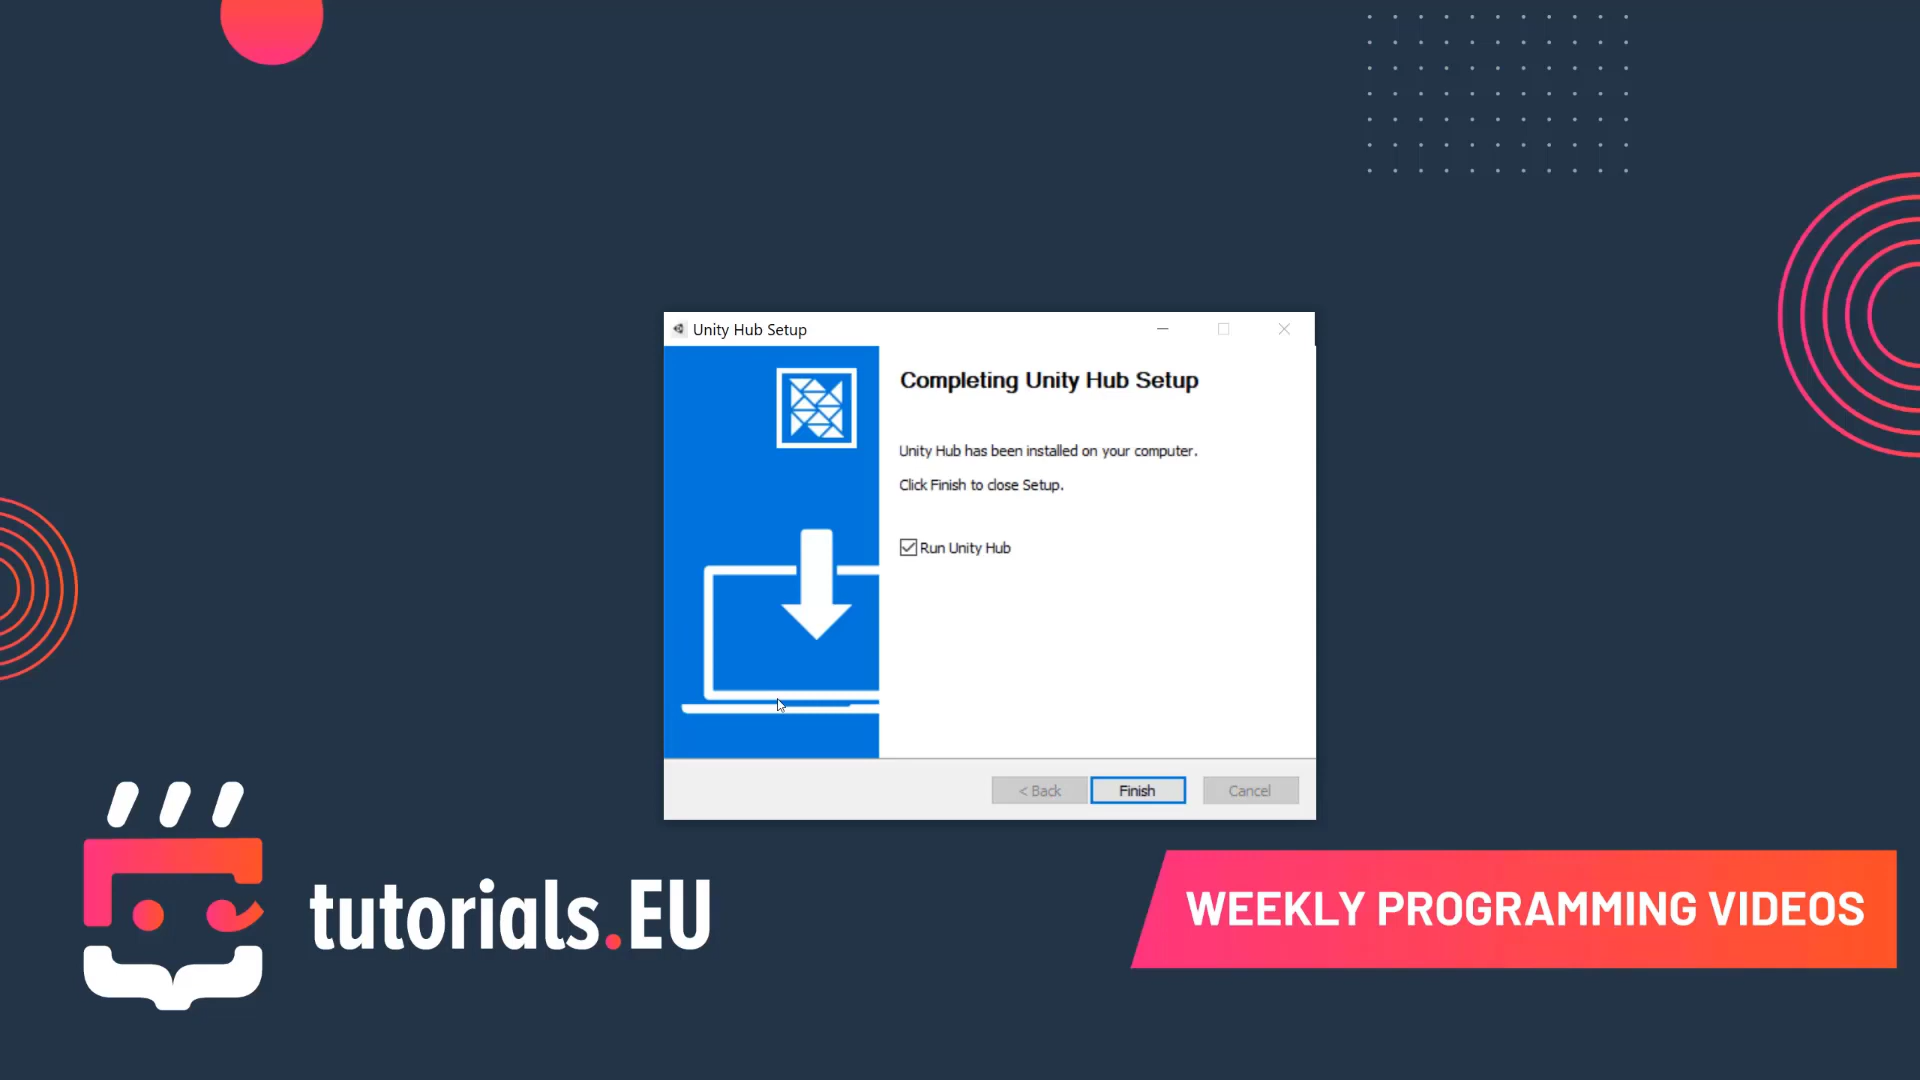 Unity Hub Setup
Completing Unity Hub Setup
Unity Hub has been installed on your computer.
Click Finish to close Setup.
Run Unity Hub
< Back
Finish
Cancel
tutorials.EU
WEEKLY PROGRAMMING VIDEOS